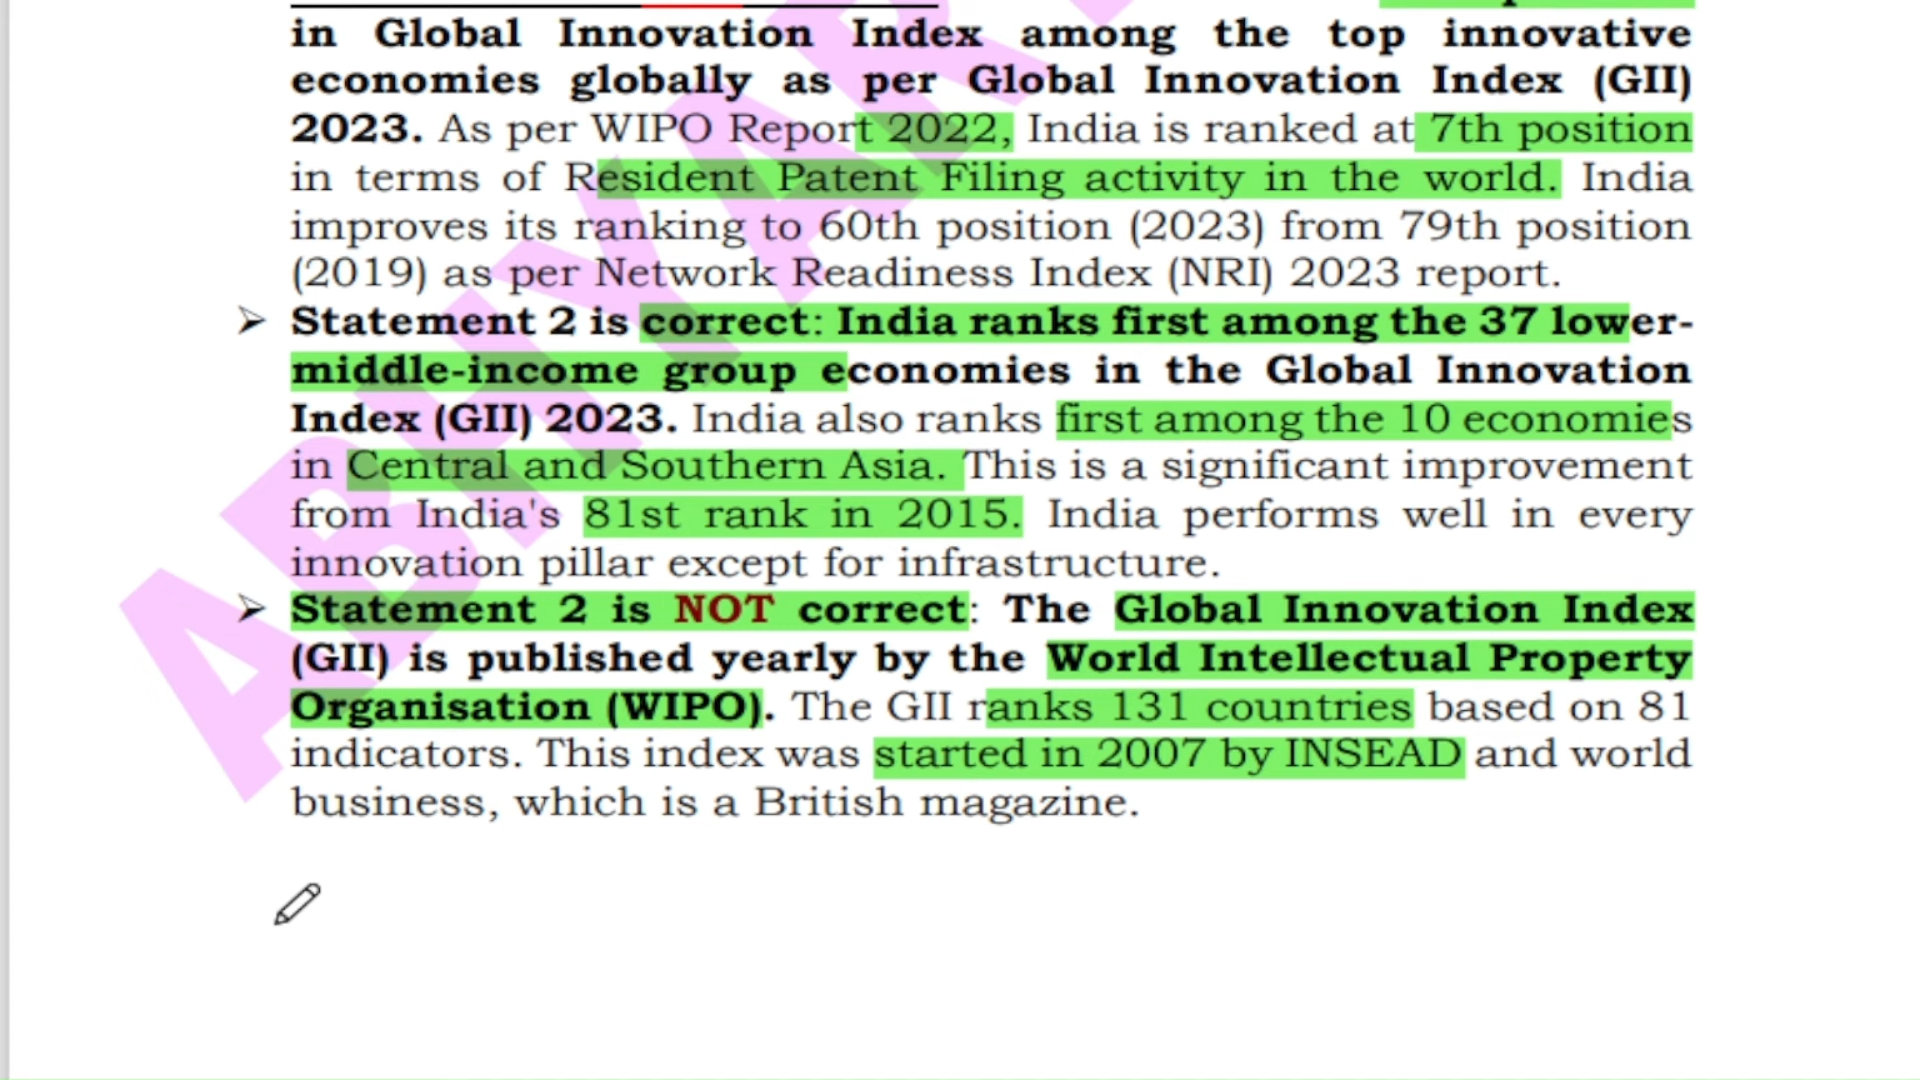 in Global Innovation Index among the top innovative
economies globally as per Global Innovation Index (GII)
2023. As per WIPO Report 2022, India is ranked at 7th position
in terms of Resident Patent Filing activity in the world. India
improves its ranking to 60th position (2023) from 79th position
(2019) as per Network Readiness Index (NRI) 2023 report.
➢ Statement 2 is correct: India ranks first among the 37 lower-
middle-income group economies in the Global Innovation
Index (GII) 2023. India also ranks first among the 10 economies
in Central and Southern Asia. This is a significant improvement
from India's 81st rank in 2015. India performs well in every
innovation pillar except for infrastructure.
➢ Statement 2 is NOT correct: The Global Innovation Index
(GII) is published yearly by the World Intellectual Property
Organisation (WIPO). The GII ranks 131 countries based on 81
indicators. This index was started in 2007 by INSEAD and world
business, which is a British magazine.